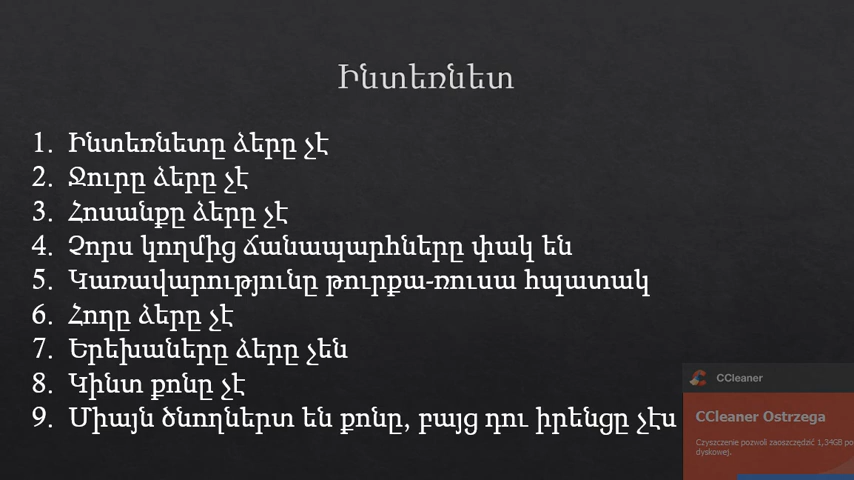 Ինտեռնետ
1. Ինտեռնետը ձերը չէ
2. Ջուրը ձերը չէ
3. Հոսանքը ձերը չէ
4. Չորս կողմից ճանապարհները փակ են
5. Կառավարությունը թուրքա-ռուսա հպատակ
6. Հողը ձերը չէ
7. Երեխաները ձերը չեն
8. Կինտ քոնը չէ
9. Միայն ծնողներտ են քոնը, բայց դու իրենցը չէս
CCleaner
CCleaner Ostrzega
Czyszczenie pozwoli zaoszczędzić 1,34GB
dyskowej.